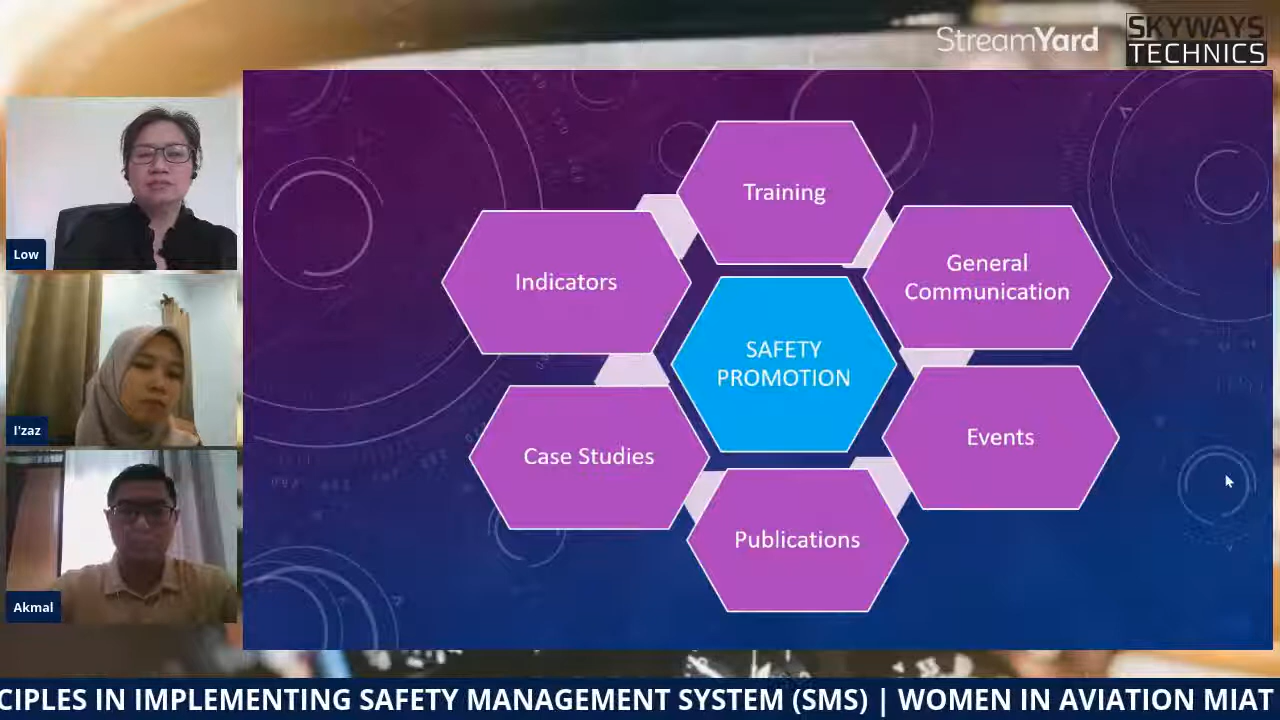 StreamYard
SKYWAYS
TECHNICS
Low
I'zaz
Akmal
Training
General
Communication
Indicators
SAFETY
PROMOTION
Events
Case Studies
Publications
CIPLES IN IMPLEMENTING SAFETY MANAGEMENT SYSTEM (SMS) | WOMEN IN AVIATION MIAT